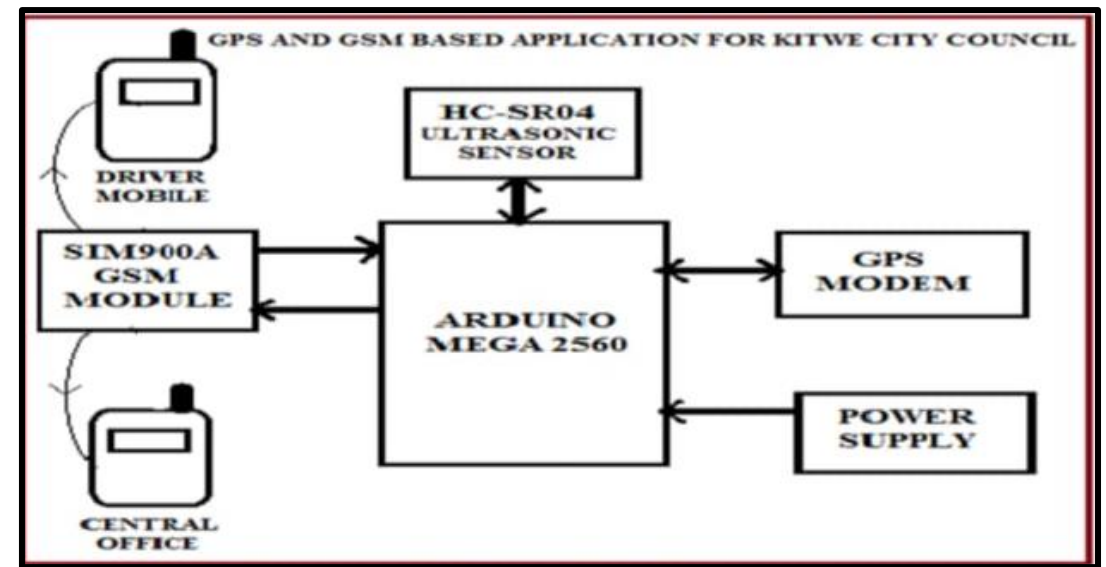 GPS AND GSM BASED APPLICATION FOR KITWE CITY COUNCIL
HC-SR04
ULTRASONIC
SENSOR
DRIVER
MOBILE
SIM900A
GSM
MODULE
GPS
MODEM
ARDUINO
MEGA 2560
POWER
SUPPLY
CENTRAL
OFFICE